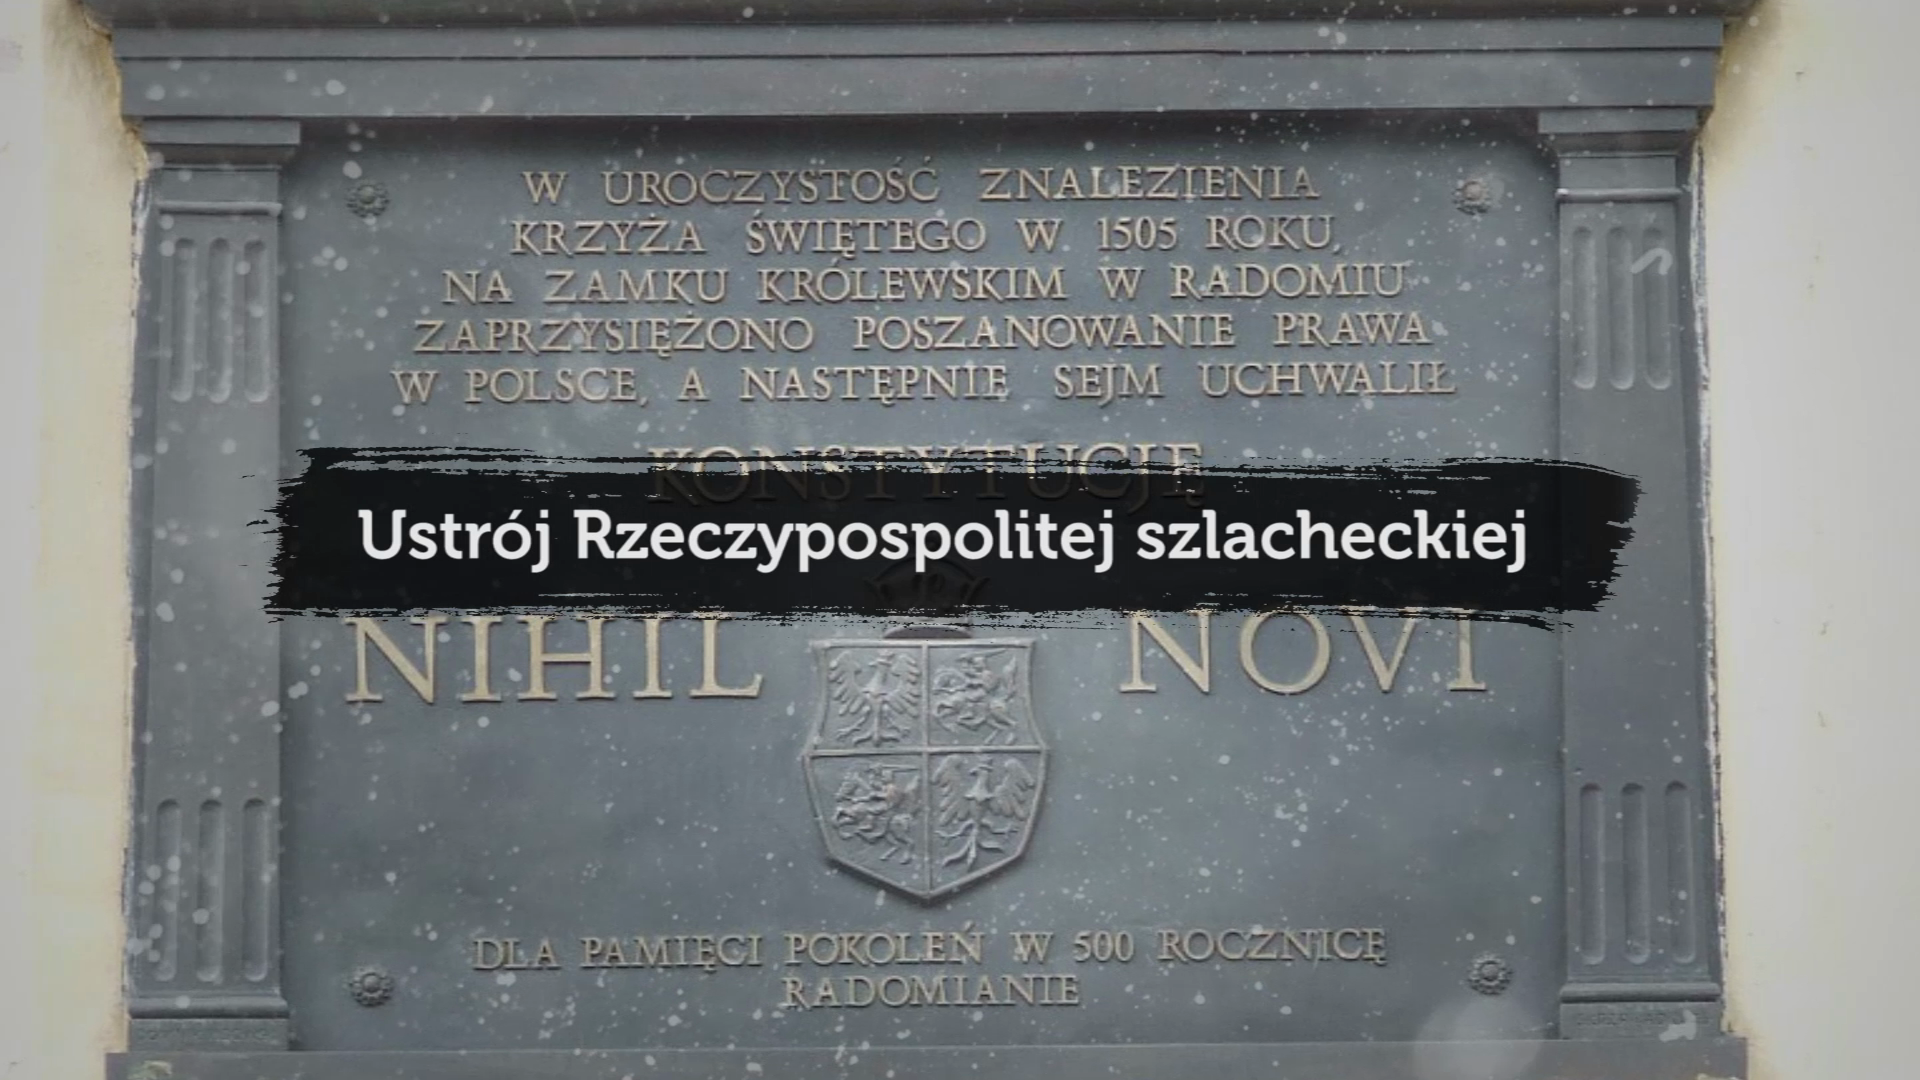 W UROCZYSTOŚĆ ZNALEZIENIA
KRZYŻA ŚWIĘTEGO W 1505 ROKU,
NA ZAMKU KRÓLEWSKIM W RADOMIU
ZAPRZYSIĘŻONO POSZANOWANIE PRAWA
W POLSCE, A NASTĘPNIE SEJM UCHWALIŁ
KONSTYTUCJĘ
Ustrój Rzeczypospolitej szlacheckiej
NIHIL NOVI
DLA PAMIĘCI POKOLEŃ W 500 ROCZNICĘ
RADOMIANIE